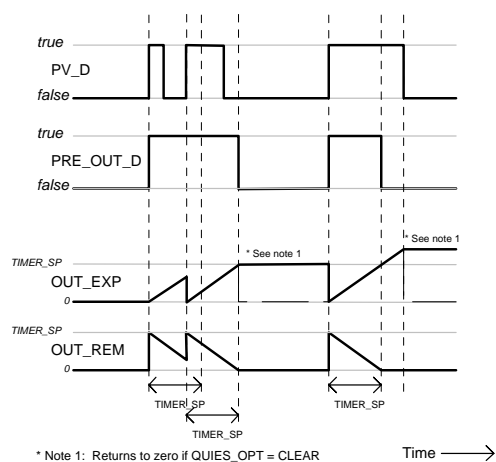 true
PV_D
false
true
PRE_OUT_D
false
* See note 1
* See note 1
TIMER_SP
OUT_EXP
0
TIMER_SP
OUT_REM
0
TIMER_SP
TIMER_SP
TIMER_SP
* Note 1: Returns to zero if QUIES_OPT = CLEAR
Time